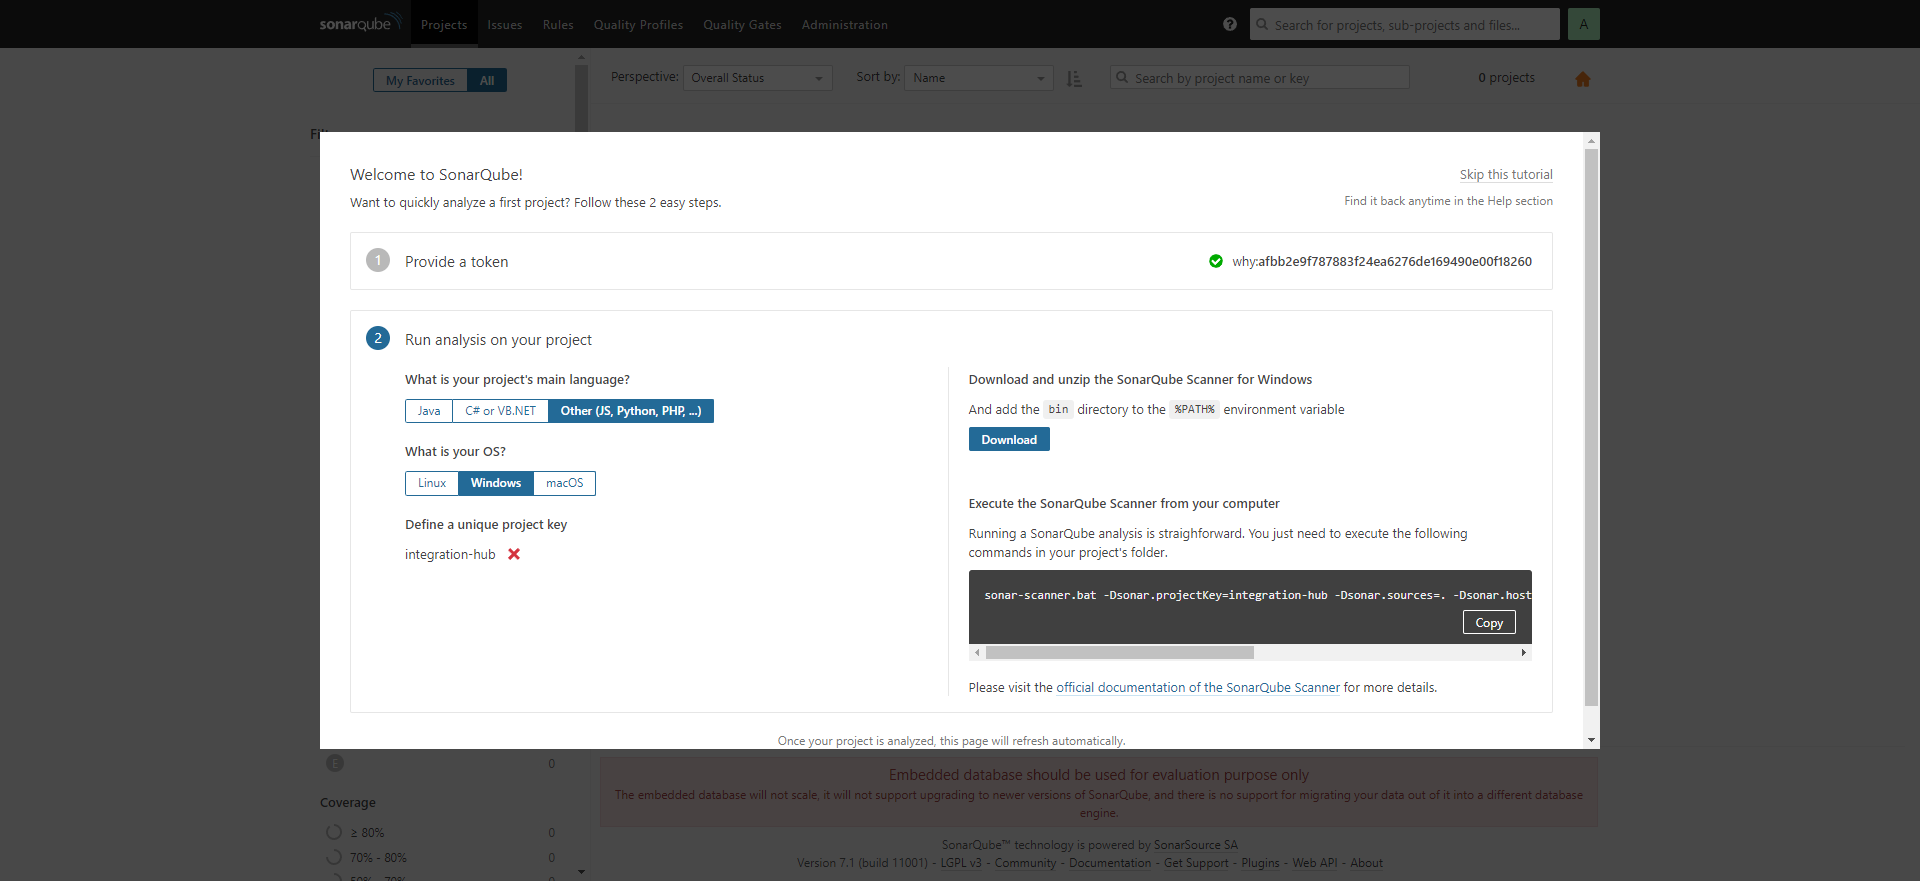 sonarqube Projects Issues Rules Quality Profiles Quality Gates Administration ? Search for projects, sub-projects and files... A
My Favorites All Perspective: Overall Status Sort by: Name Search by project name or key 0 projects
Welcome to SonarQube! Skip this tutorial
Want to quickly analyze a first project? Follow these 2 easy steps. Find it back anytime in the Help section
1 Provide a token why:afbb2e9f787883f24ea6276de169490e00f18260
2 Run analysis on your project
What is your project's main language?
Java C# or VB.NET Other (JS, Python, PHP, ...)
What is your OS?
Linux Windows macOS
Define a unique project key
integration-hub
Download and unzip the SonarQube Scanner for Windows
And add the bin directory to the %PATH% environment variable
Download
Execute the SonarQube Scanner from your computer
Running a SonarQube analysis is straighforward. You just need to execute the following
commands in your project's folder.
sonar-scanner.bat -Dsonar.projectKey=integration-hub -Dsonar.sources=. -Dsonar.host
Copy
Please visit the official documentation of the SonarQube Scanner for more details.
Once your project is analyzed, this page will refresh automatically.
E 0
Coverage
≥ 80% 0
70% - 80% 0
Embedded database should be used for evaluation purpose only
The embedded database will not scale, it will not support upgrading to newer versions of SonarQube, and there is no support for migrating your data out of it into a different database
engine.
SonarQube™ technology is powered by SonarSource SA
Version 7.1 (build 11001) - LGPL v3 - Community - Documentation - Get Support - Plugins - Web API - About